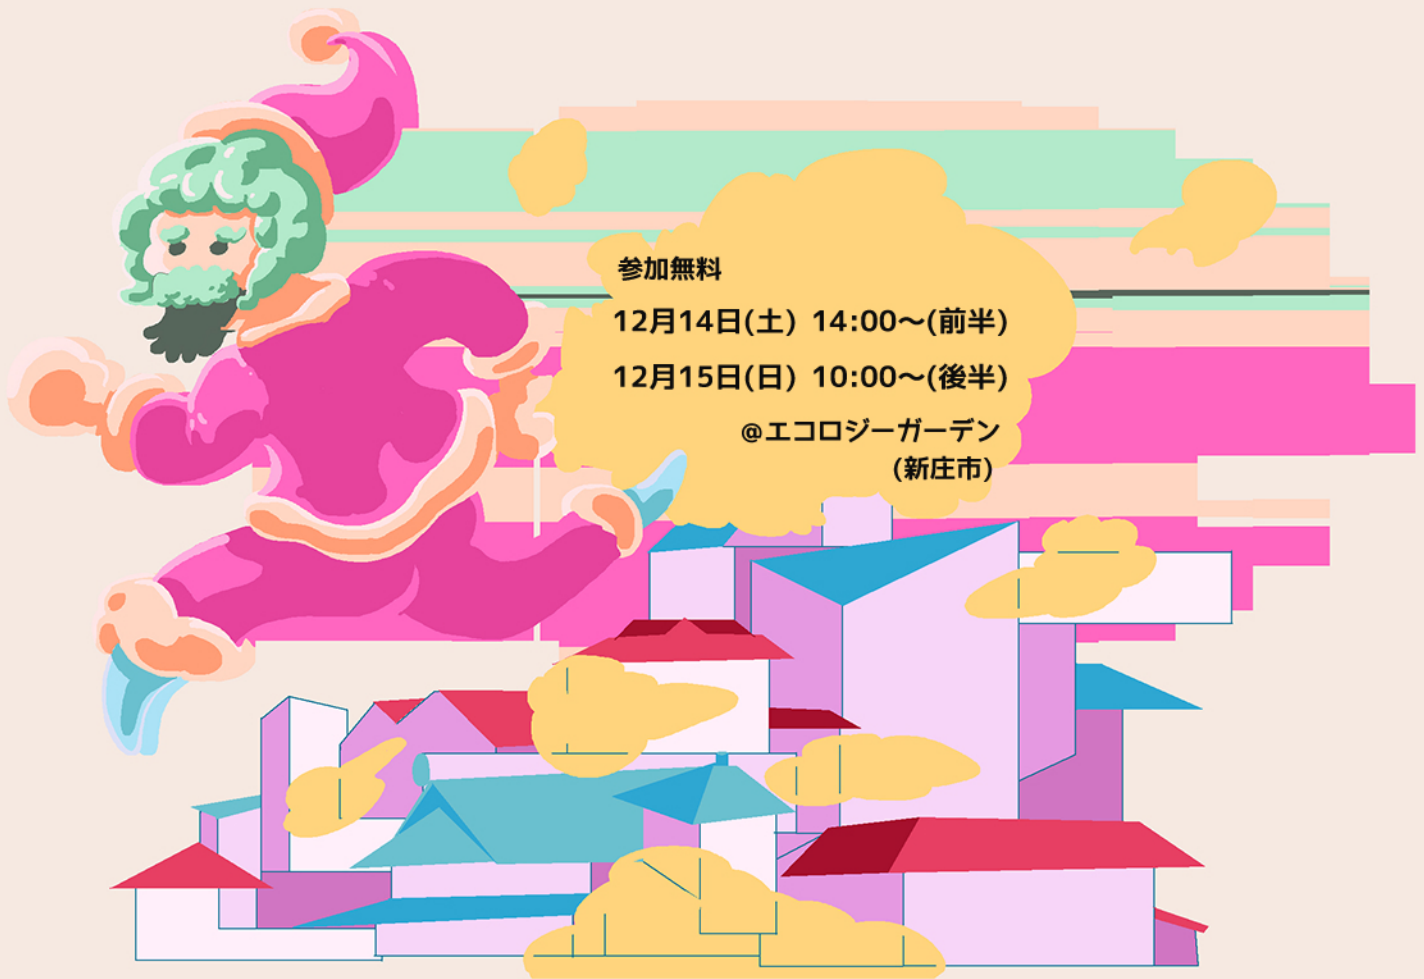 参加無料
12月14日(土) 14:00～(前半)
12月15日(日) 10:00～(後半)
@エコロジーガーデン
(新庄市)